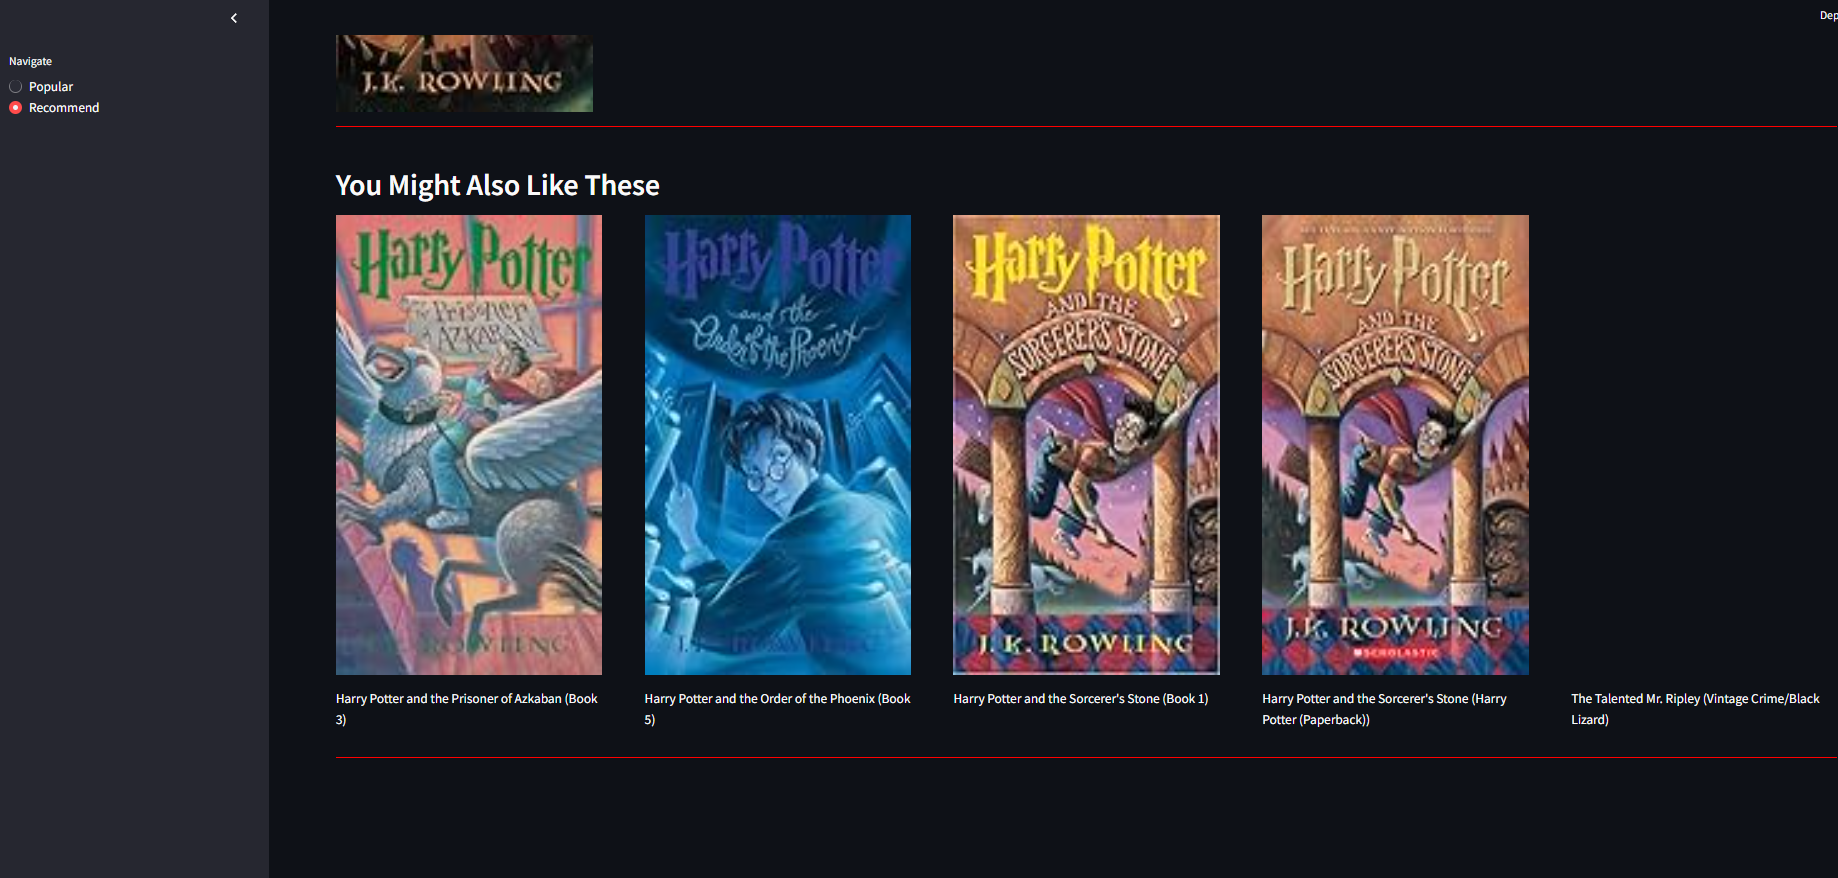 Dep
Navigate
Popular
Recommend
J.K. ROWLING
You Might Also Like These
Harry Potter
Prisoner
AZKABAN
J.K. ROWLING
Harry Potter and the Prisoner of Azkaban (Book
3)
Harry Potter
and the
Order of the Phoenix
J.K. ROWLING
Harry Potter and the Order of the Phoenix (Book
5)
Harry Potter
AND THE
SORCERER'S STONE
J.K. ROWLING
Harry Potter and the Sorcerer's Stone (Book 1)
Harry Potter
AND THE
SORCERER'S STONE
J.K. ROWLING
SCHOLASTIC
Harry Potter and the Sorcerer's Stone (Harry
Potter (Paperback))
The Talented Mr. Ripley (Vintage Crime/Black
Lizard)